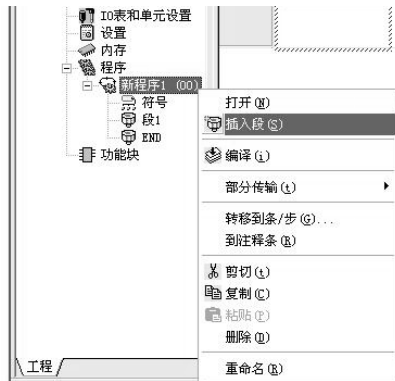 IO表和单元设置
设置
内存
程序
新程序1 (00)
符号
段1
END
功能块
打开(N)
插入段(S)
编译(i)
部分传输(t)
转移到条/步(g)...
到注释条(R)
剪切(t)
复制(C)
粘贴(P)
删除(D)
重命名(R)
工程